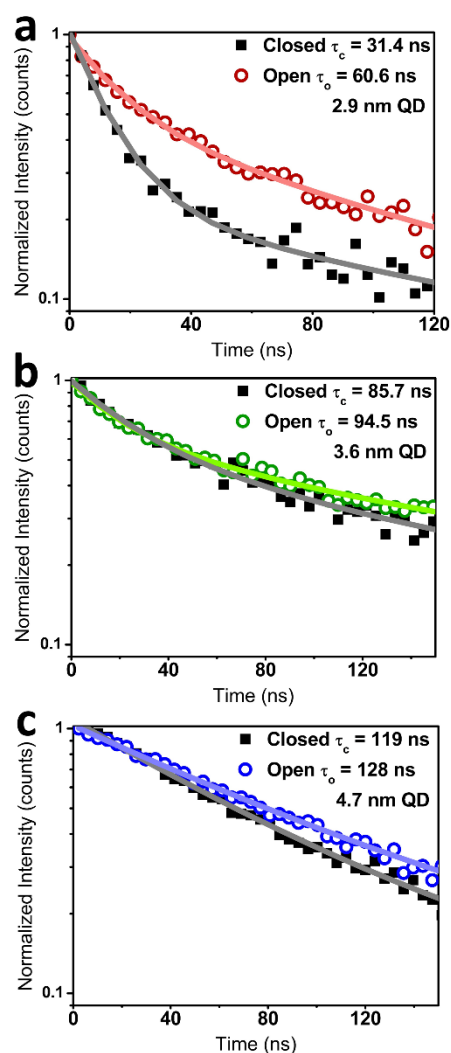 a
1
Closed τc = 31.4 ns
Open τo = 60.6 ns
2.9 nm QD
Normalized Intensity (counts)
0.1
0 40 80 120
Time (ns)
b
1
Closed τc = 85.7 ns
Open τo = 94.5 ns
3.6 nm QD
Normalized Intensity (counts)
0.1
0 40 80 120
Time (ns)
c
1
Closed τc = 119 ns
Open τo = 128 ns
4.7 nm QD
Normalized Intensity (counts)
0.1
0 40 80 120
Time (ns)